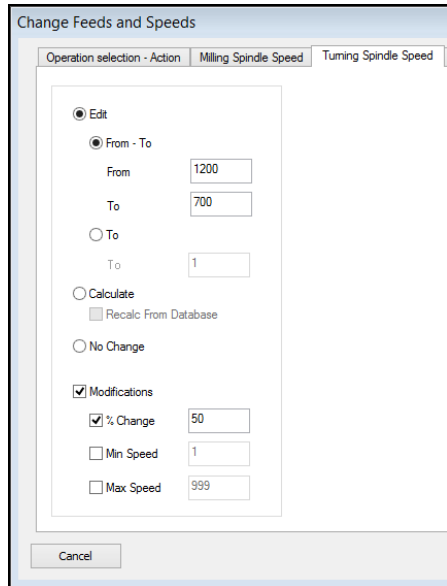 Change Feeds and Speeds
Operation selection - Action Milling Spindle Speed Turning Spindle Speed
Edit
From - To
From 1200
To 700
To
To 1
Calculate
Recalc From Database
No Change
Modifications
% Change 50
Min Speed 1
Max Speed 999
Cancel